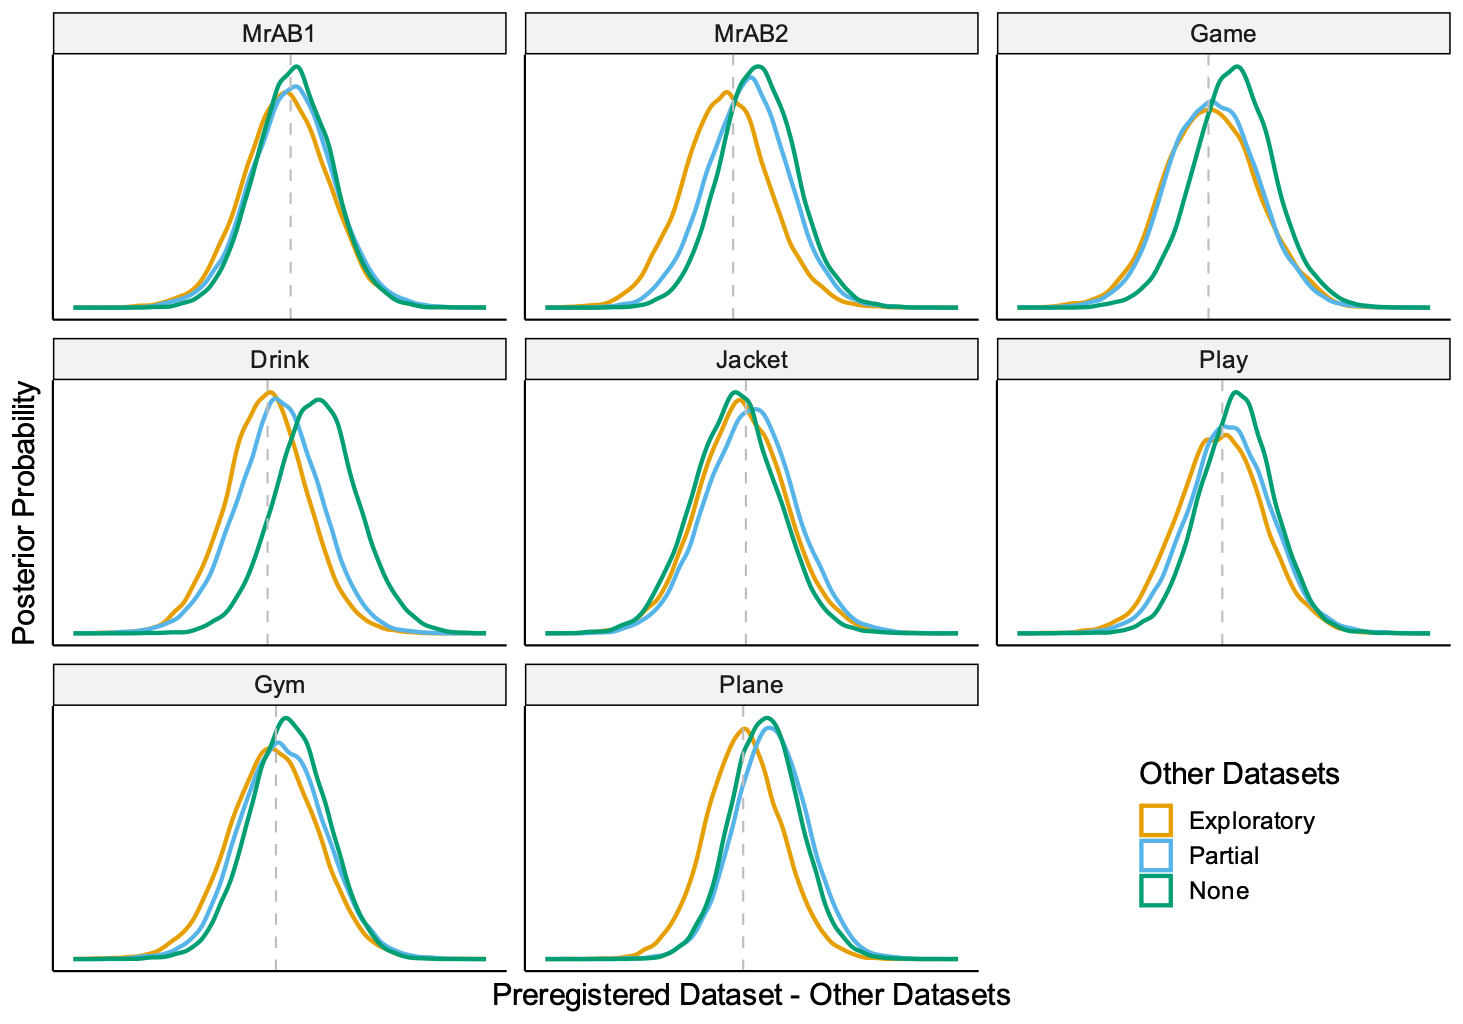 MrAB1
MrAB2
Game
Drink
Jacket
Play
Gym
Plane
Posterior Probability
Preregistered Dataset - Other Datasets
Other Datasets
Exploratory
Partial
None